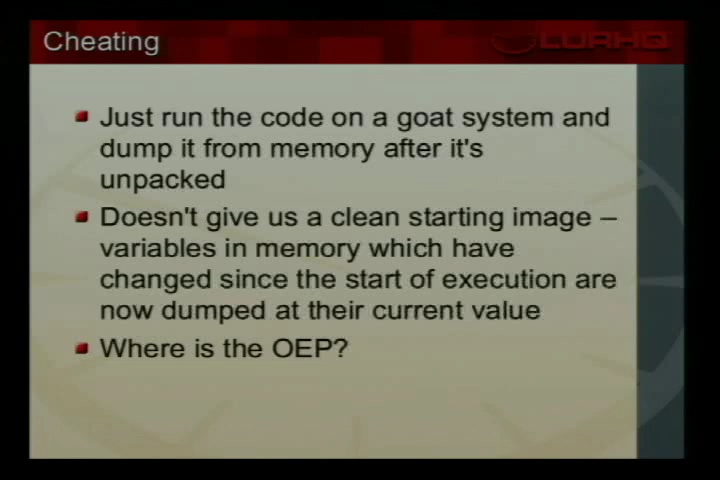 Cheating
LURHQ
Just run the code on a goat system and
dump it from memory after it's
unpacked
Doesn't give us a clean starting image –
variables in memory which have
changed since the start of execution are
now dumped at their current value
Where is the OEP?